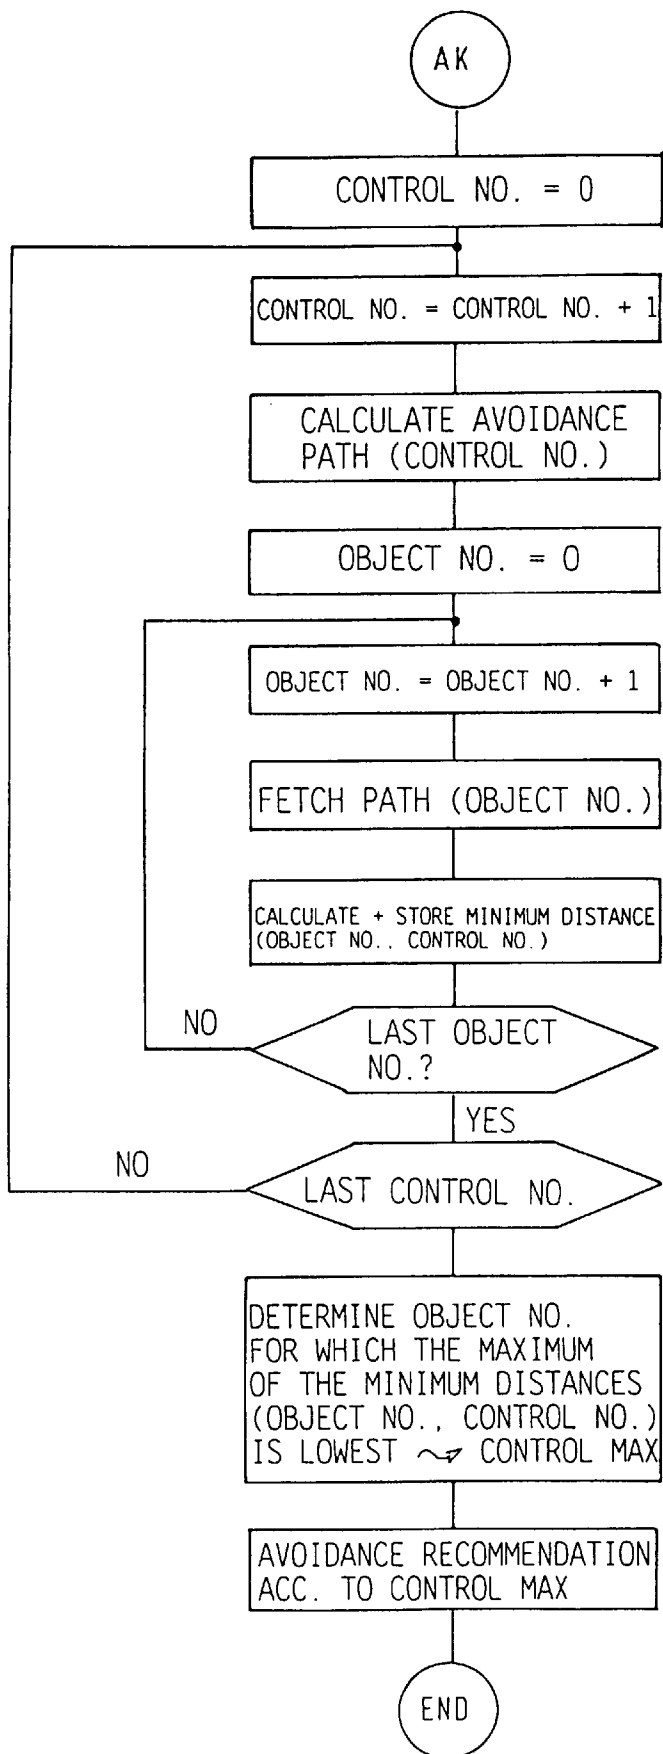 AK
CONTROL NO. = 0
CONTROL NO. = CONTROL NO. + 1
CALCULATE AVOIDANCE
PATH (CONTROL NO.)
OBJECT NO. = 0
OBJECT NO. = OBJECT NO. + 1
FETCH PATH (OBJECT NO.)
CALCULATE + STORE MINIMUM DISTANCE
(OBJECT NO., CONTROL NO.)
NO
LAST OBJECT
NO.?
YES
NO
LAST CONTROL NO.
DETERMINE OBJECT NO.
FOR WHICH THE MAXIMUM
OF THE MINIMUM DISTANCES
(OBJECT NO., CONTROL NO.)
IS LOWEST ⤳ CONTROL MAX
AVOIDANCE RECOMMENDATION
ACC. TO CONTROL MAX
END